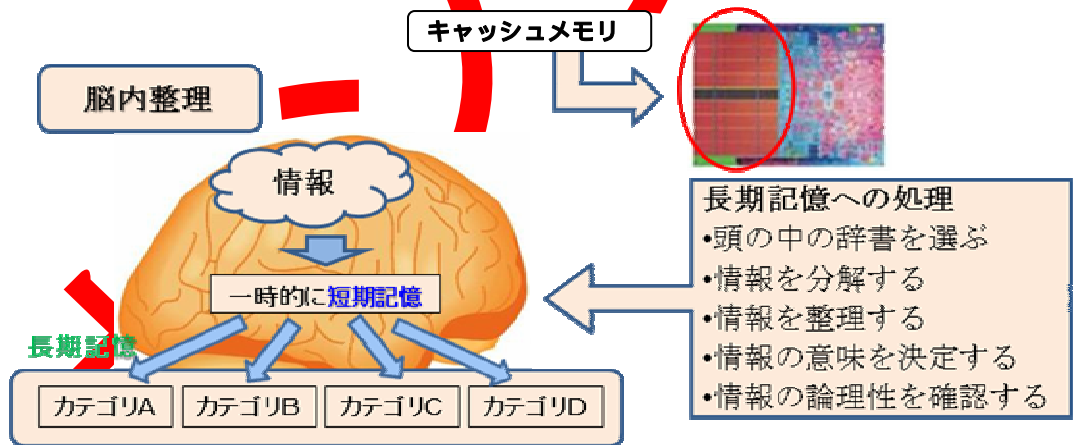 キャッシュメモリ
脳内整理
情報
一時的に短期記憶
長期記憶
カテゴリA
カテゴリB
カテゴリC
カテゴリD
長期記憶への処理
•頭の中の辞書を選ぶ
•情報を分解する
•情報を整理する
•情報の意味を決定する
•情報の論理性を確認する